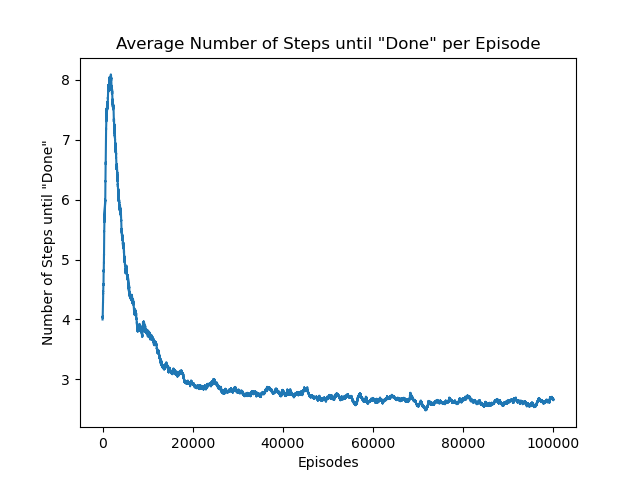 Average Number of Steps until "Done" per Episode
Number of Steps until "Done"
8
7
6
5
4
3
0 20000 40000 60000 80000 100000
Episodes